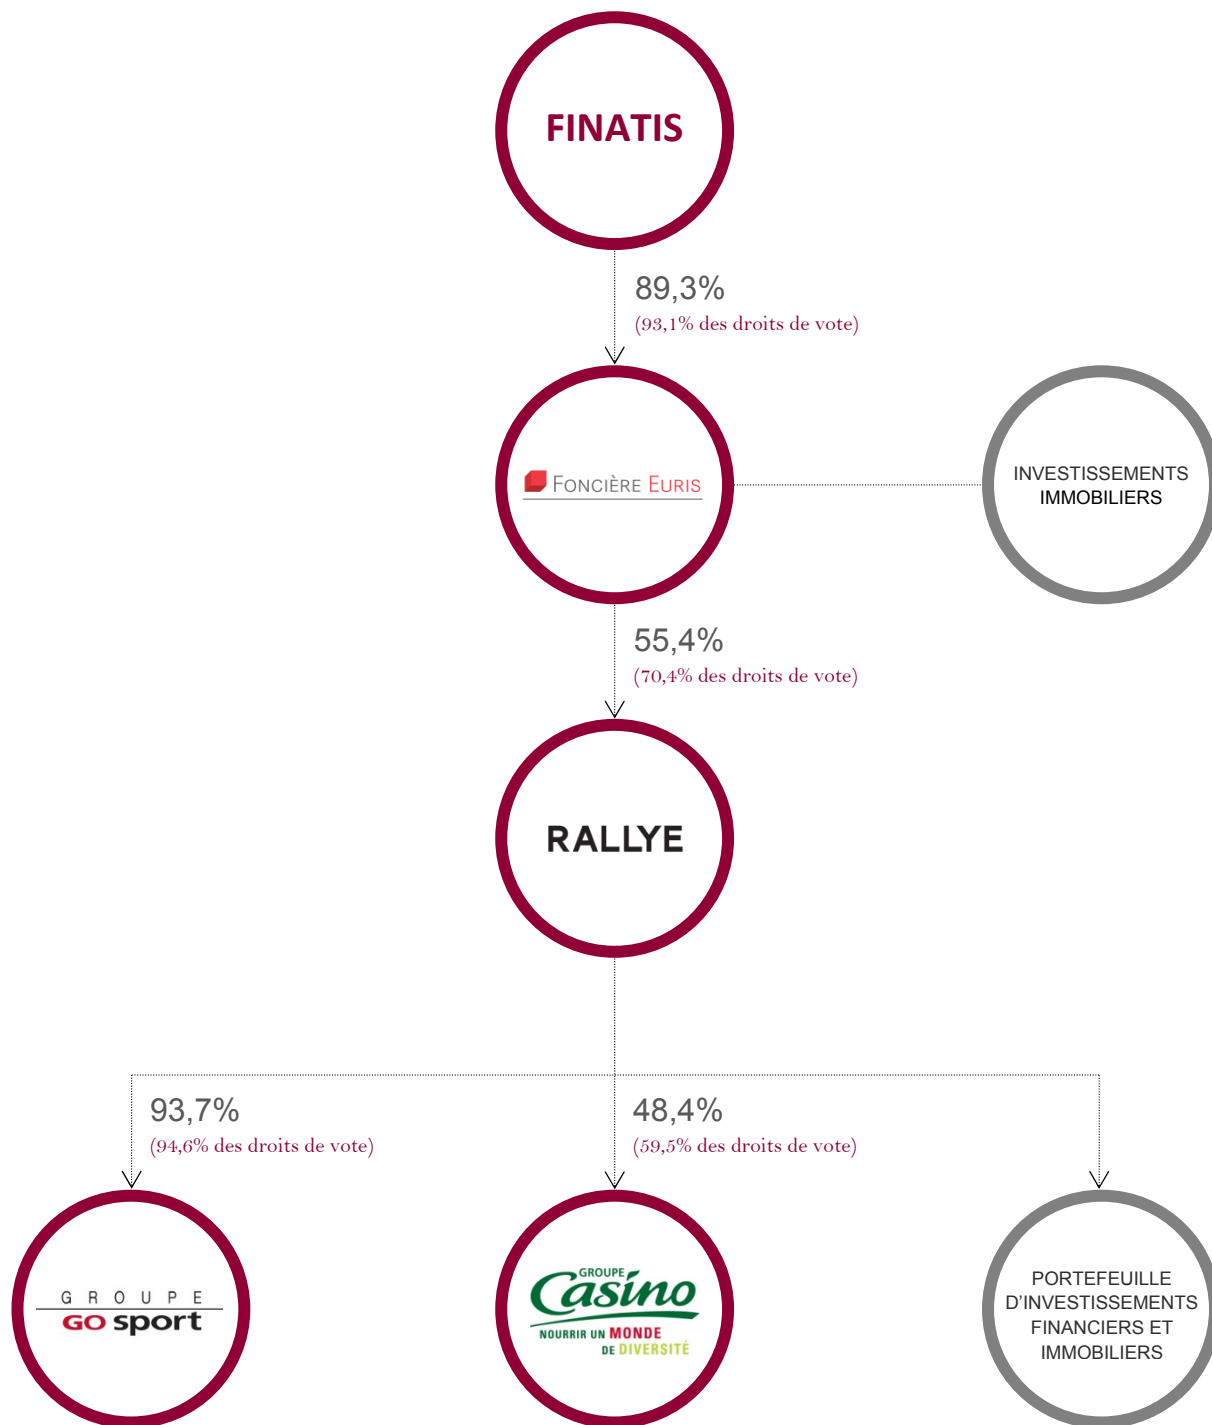 FINATIS
89,3%
(93,1% des droits de vote)
FONCIÈRE EURIS
INVESTISSEMENTS
IMMOBILIERS
55,4%
(70,4% des droits de vote)
RALLYE
93,7%
(94,6% des droits de vote)
48,4%
(59,5% des droits de vote)
GROUPE
GO sport
GROUPE
Casino
NOURRIR UN MONDE
DE DIVERSITÉ
PORTEFEUILLE
D’INVESTISSEMENTS
FINANCIERS ET
IMMOBILIERS